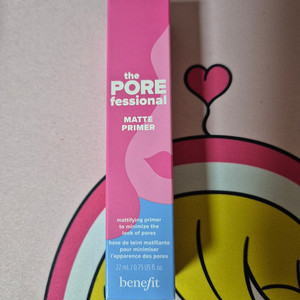 the
PORE
fessional
MATTE
PRIMER
mattifying primer
to minimize the
look of pores
base de teint matifiante
pour minimiser
l'apparence des pores
22 mL / 0.75 US fl. oz.
benefit